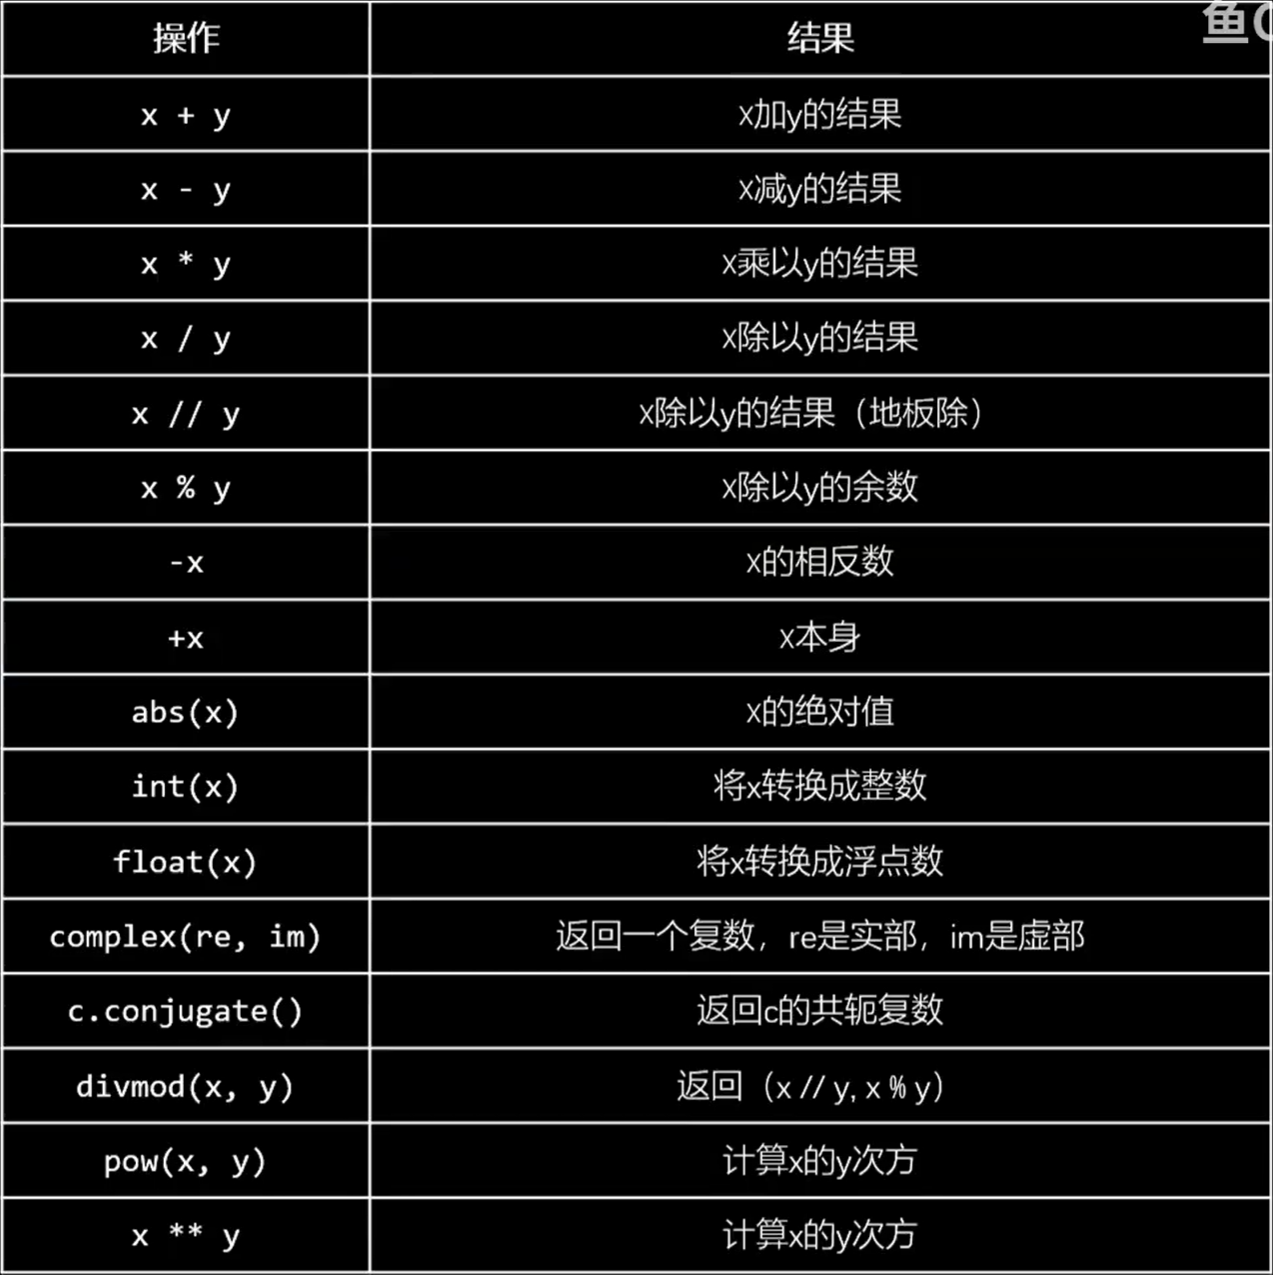 操作 结果
x + y x加y的结果
x - y x减y的结果
x * y x乘以y的结果
x / y x除以y的结果
x // y x除以y的结果（地板除）
x % y x除以y的余数
-x x的相反数
+x x本身
abs(x) x的绝对值
int(x) 将x转换成整数
float(x) 将x转换成浮点数
complex(re, im) 返回一个复数，re是实部，im是虚部
c.conjugate() 返回c的共轭复数
divmod(x, y) 返回（x // y, x % y）
pow(x, y) 计算x的y次方
x ** y 计算x的y次方
鱼